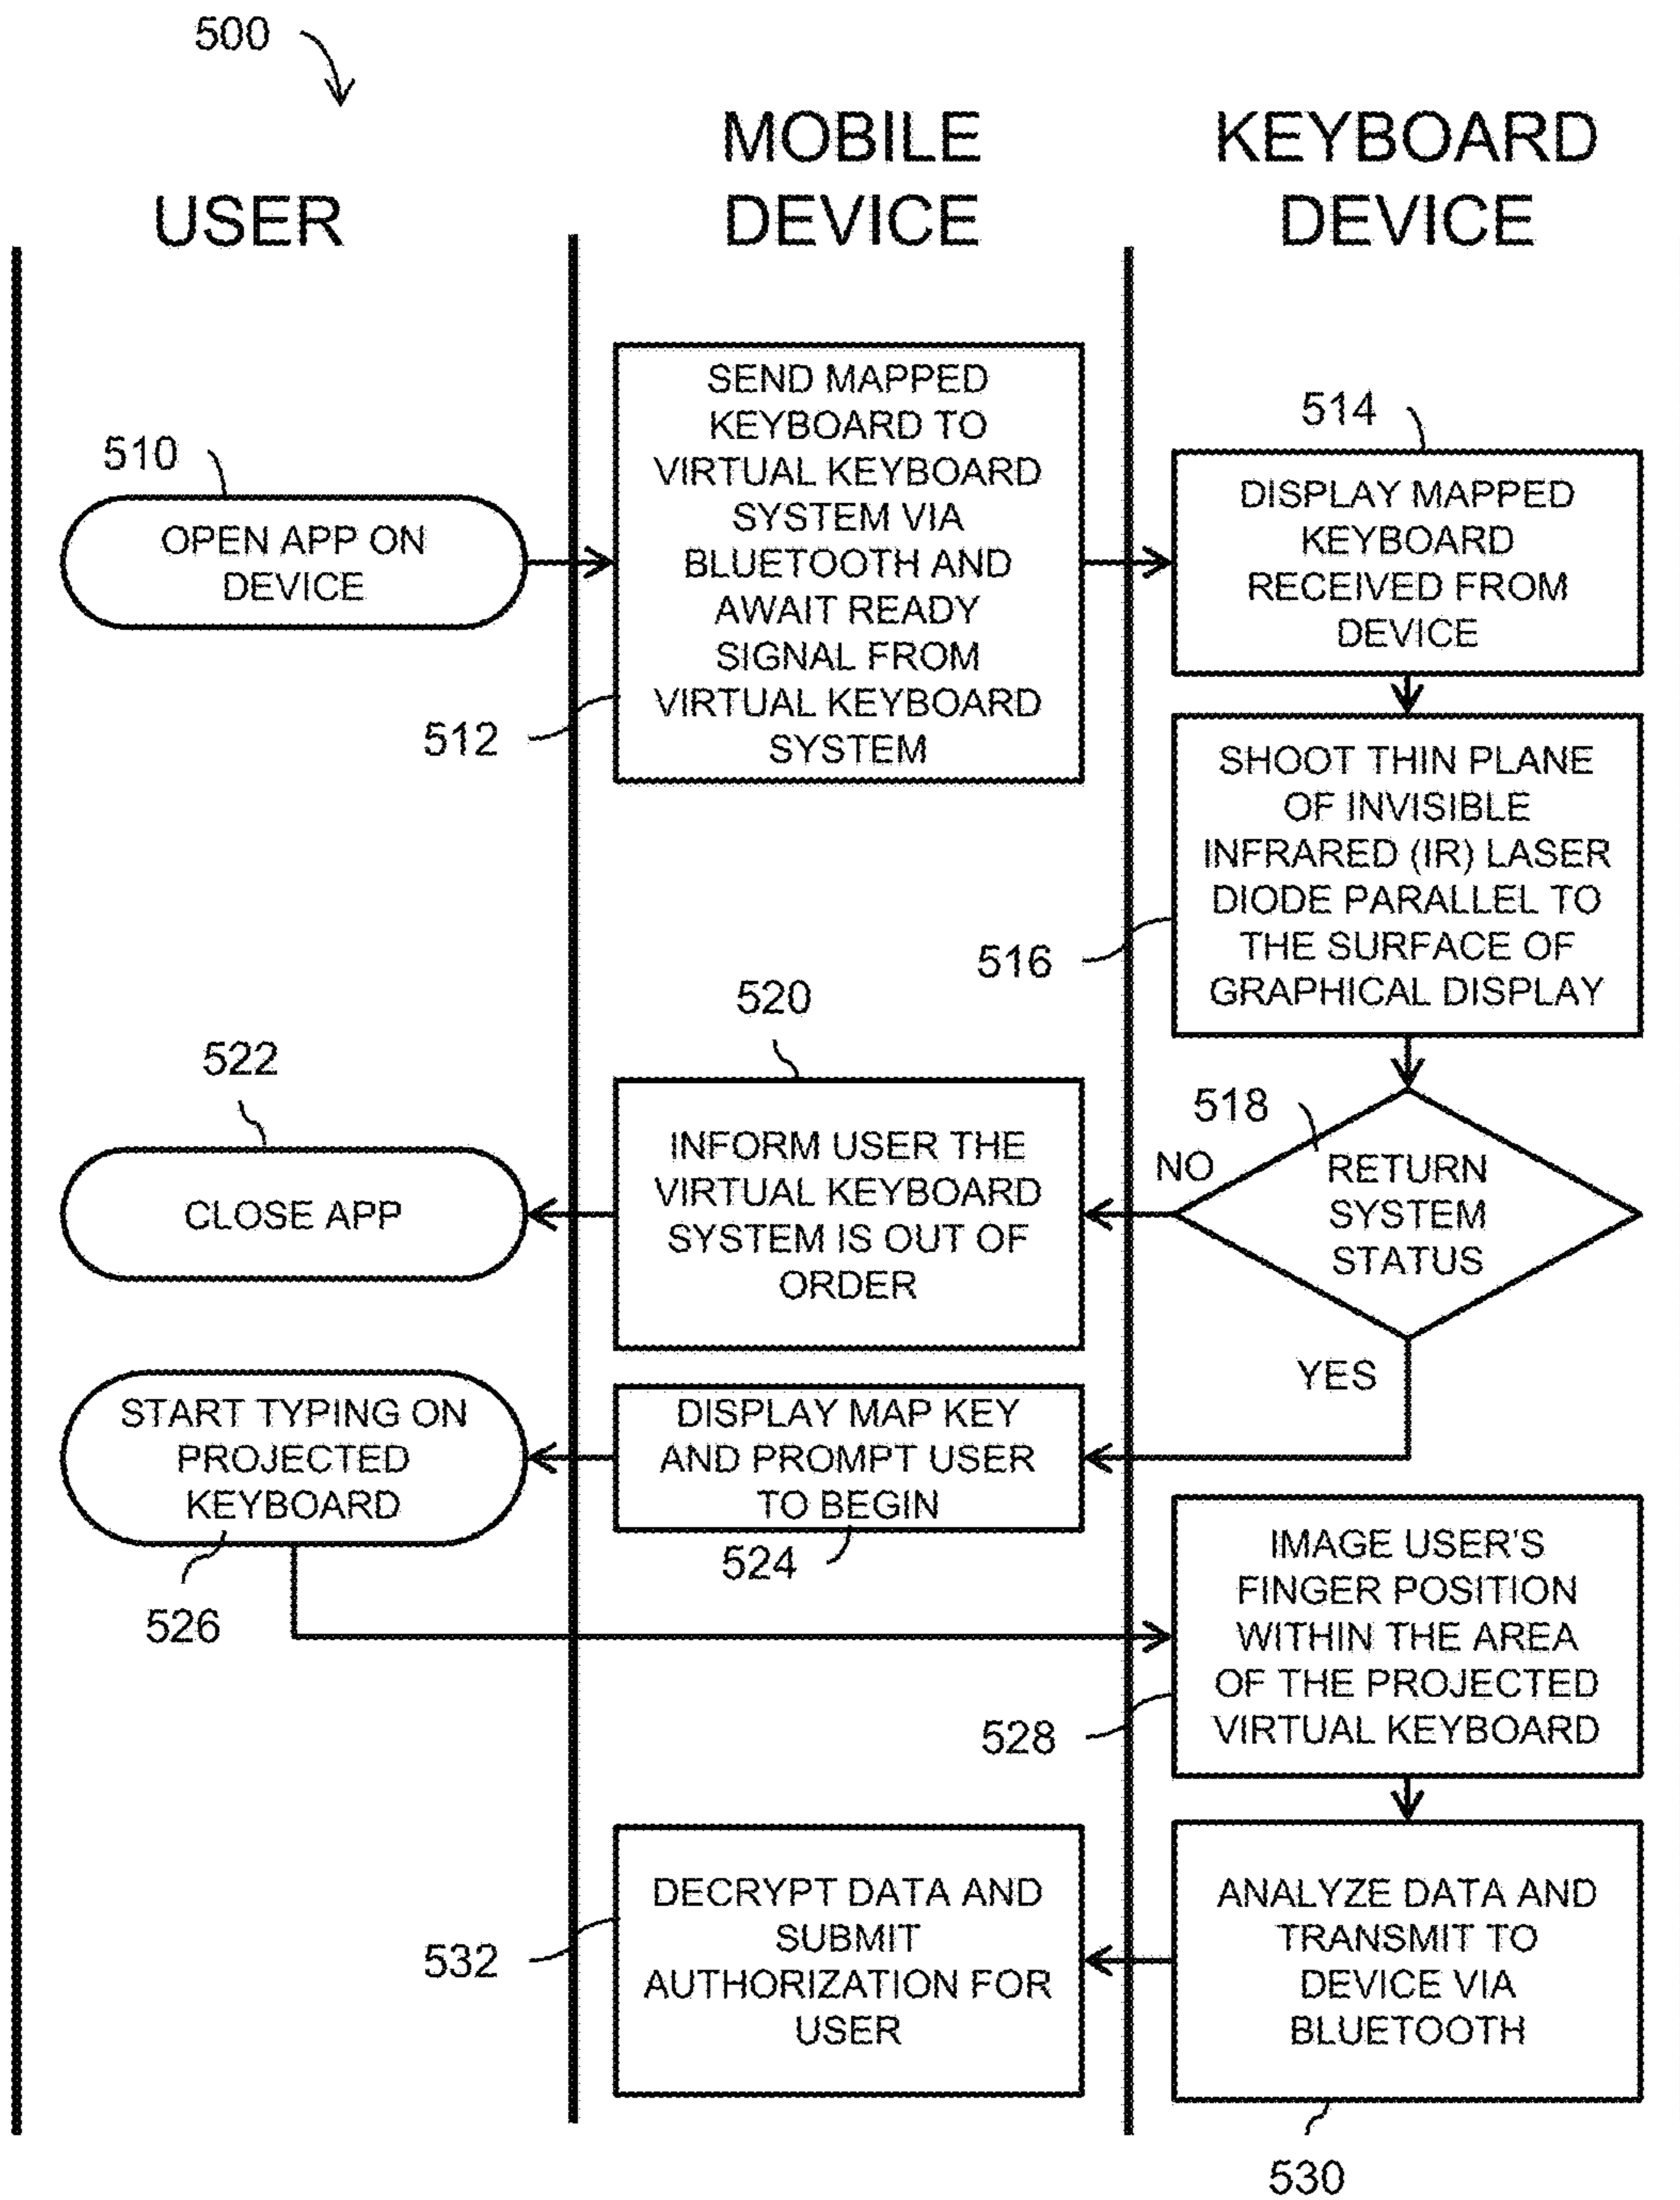 500
USER
MOBILE
DEVICE
KEYBOARD
DEVICE
510
OPEN APP ON
DEVICE
SEND MAPPED
KEYBOARD TO
VIRTUAL KEYBOARD
SYSTEM VIA
BLUETOOTH AND
AWAIT READY
SIGNAL FROM
VIRTUAL KEYBOARD
SYSTEM
512
514
DISPLAY MAPPED
KEYBOARD
RECEIVED FROM
DEVICE
SHOOT THIN PLANE
OF INVISIBLE
INFRARED (IR) LASER
DIODE PARALLEL TO
THE SURFACE OF
GRAPHICAL DISPLAY
516
518
RETURN
SYSTEM
STATUS
NO
YES
520
INFORM USER THE
VIRTUAL KEYBOARD
SYSTEM IS OUT OF
ORDER
522
CLOSE APP
DISPLAY MAP KEY
AND PROMPT USER
TO BEGIN
524
START TYPING ON
PROJECTED
KEYBOARD
526
IMAGE USER'S
FINGER POSITION
WITHIN THE AREA
OF THE PROJECTED
VIRTUAL KEYBOARD
528
ANALYZE DATA AND
TRANSMIT TO
DEVICE VIA
BLUETOOTH
530
DECRYPT DATA AND
SUBMIT
AUTHORIZATION FOR
USER
532